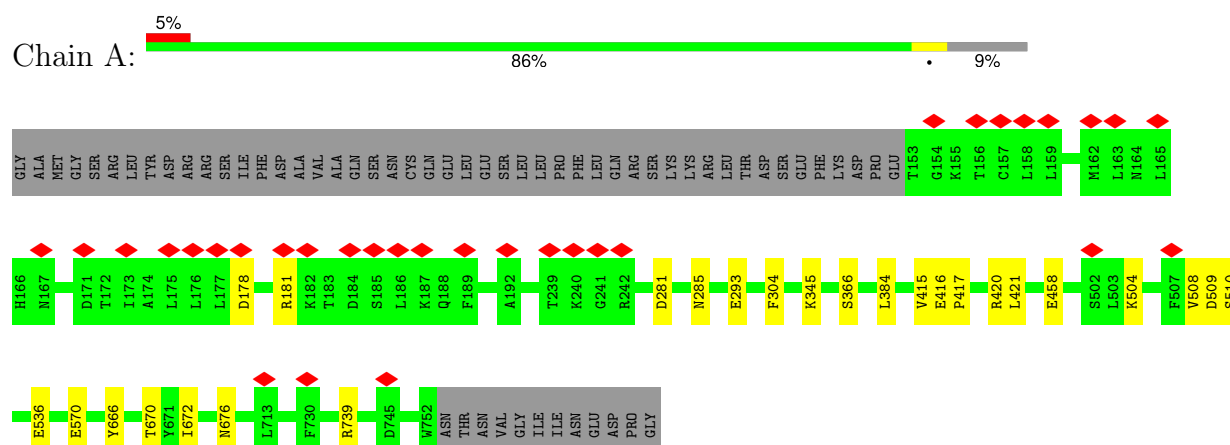 5%
Chain A:
86% • 9%
GLY ALA MET GLY SER ARG LEU TYR ASP ARG ARG SER ILE PHE ASP ALA VAL ALA GLN SER ASN CYS GLN GLU LEU GLU SER LEU LEU PRO PHE LEU GLN ARG SER LYS LYS ARG LEU THR ASP SER GLU PHE LYS ASP PRO GLU T153 G154 K155 T156 C157 L158 L159 M162 L163 N164 L165
H166 N167 D171 T172 I173 A174 L175 L176 L177 D178 R181 K182 T183 D184 S185 L186 K187 Q188 F189 A192 T239 K240 G241 R242 D281 N285 E293 F304 K345 S366 L384 V415 E416 P417 R420 L421 E458 S502 L503 K504 F507 V508 D509 S510
E536 E570 Y666 T670 Y671 I672 N676 L713 F730 R739 D745 W752 ASN THR ASN VAL GLY ILE ILE ASN GLU ASP PRO GLY